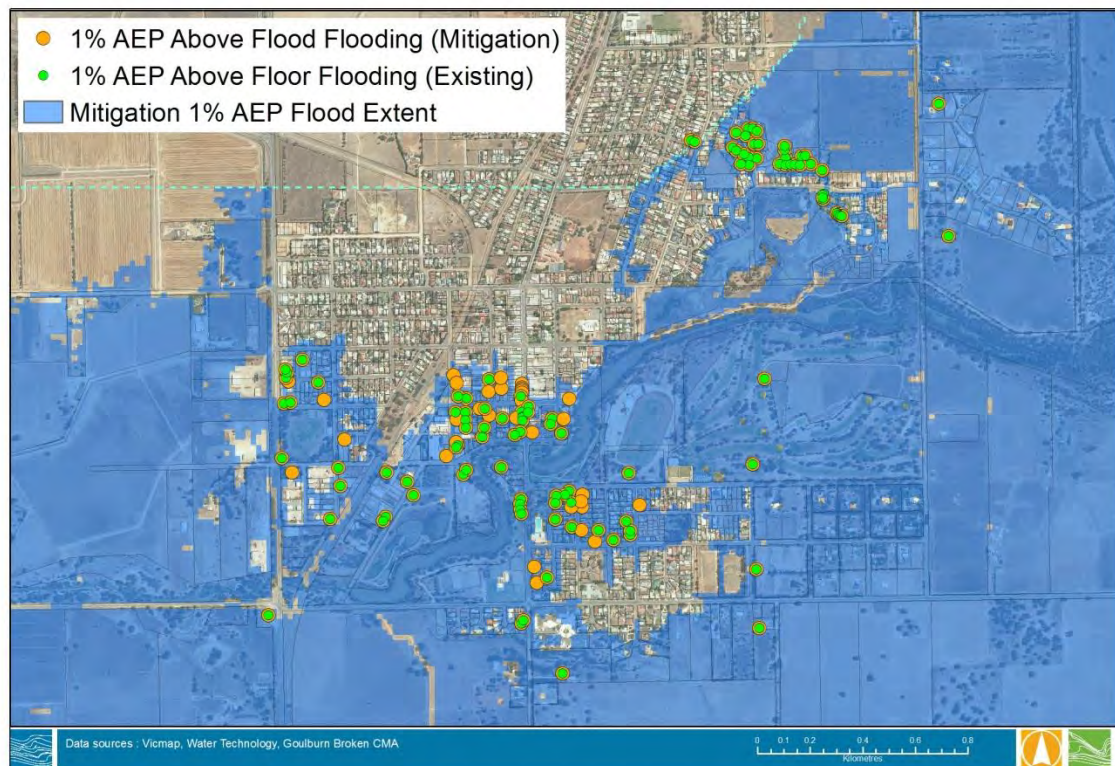 1% AEP Above Flood Flooding (Mitigation)
1% AEP Above Floor Flooding (Existing)
Mitigation 1% AEP Flood Extent
Data sources : Vicmap, Water Technology, Goulburn Broken CMA
0 0.1 0.2 0.4 0.6 0.8
Kilometres